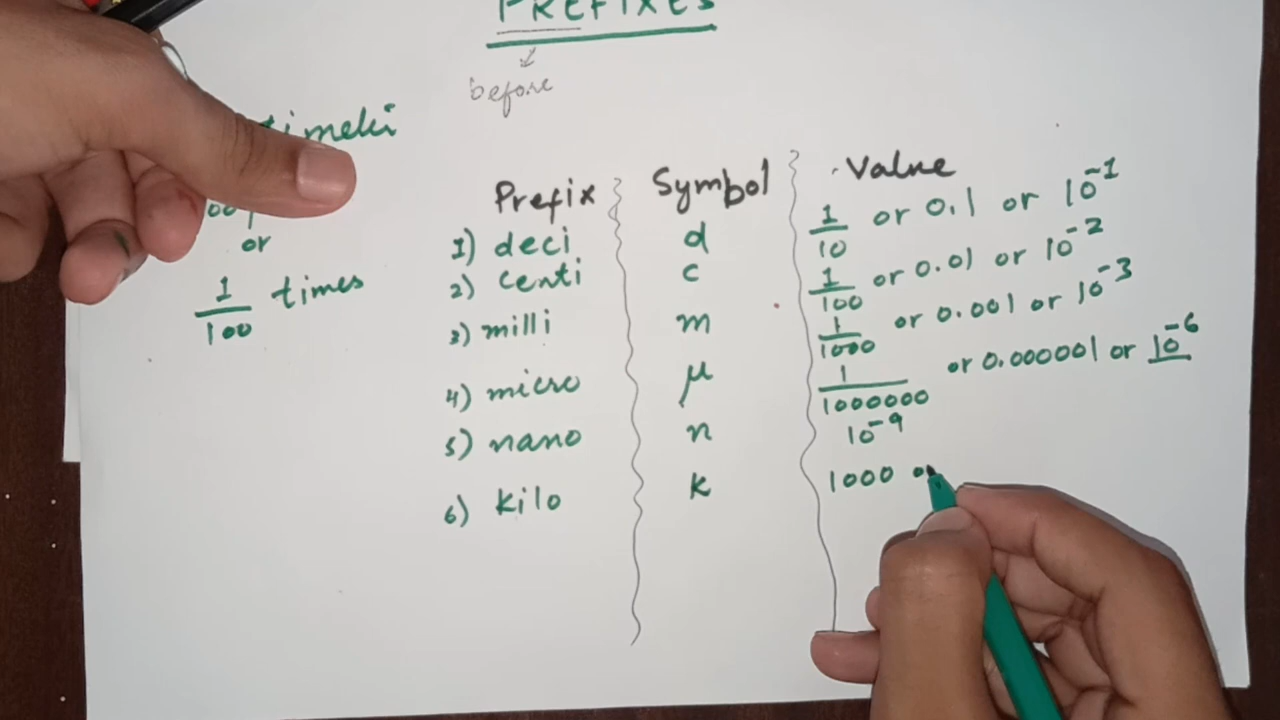 PREFIXES
before
Prefix Symbol Value
1) deci d 1/10 or 0.1 or 10⁻¹
2) centi c 1/100 or 0.01 or 10⁻²
3) milli m 1/1000 or 0.001 or 10⁻³
4) micro μ 1/1000000 or 0.000001 or 10⁻⁶
5) nano n 10⁻⁹
6) kilo k 1000
or
1/100 times